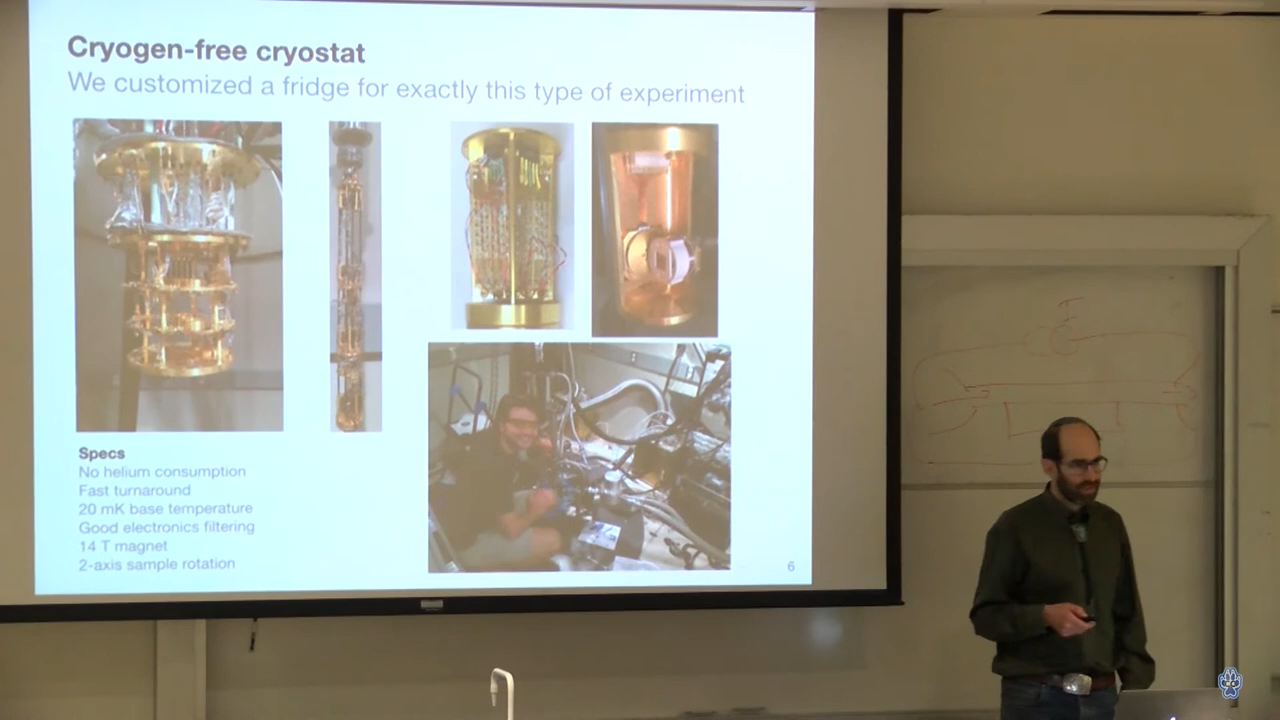 Cryogen-free cryostat
We customized a fridge for exactly this type of experiment
Specs
No helium consumption
Fast turnaround
20 mK base temperature
Good electronics filtering
14 T magnet
2-axis sample rotation
6
I